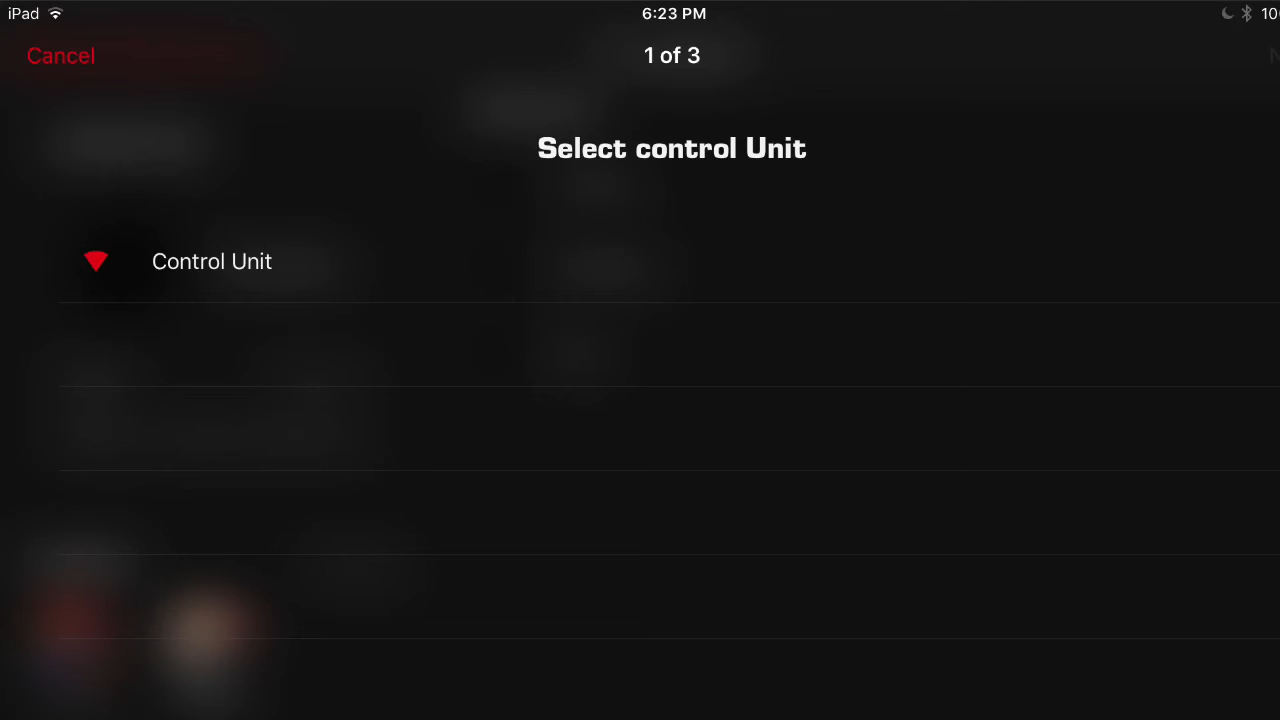 iPad 6:23 PM 10
Cancel 1 of 3
Select control Unit
Control Unit